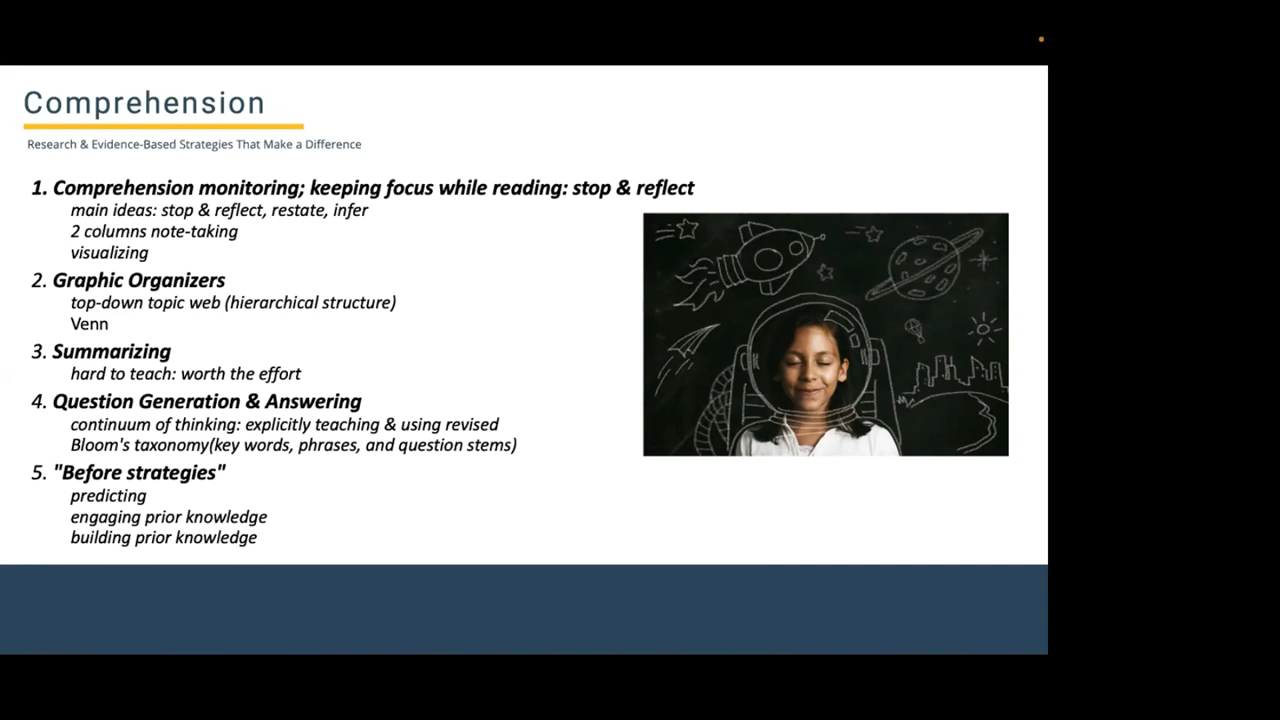 Comprehension
Research & Evidence-Based Strategies That Make a Difference
1. Comprehension monitoring; keeping focus while reading: stop & reflect
main ideas: stop & reflect, restate, infer
2 columns note-taking
visualizing
2. Graphic Organizers
top-down topic web (hierarchical structure)
Venn
3. Summarizing
hard to teach: worth the effort
4. Question Generation & Answering
continuum of thinking: explicitly teaching & using revised
Bloom's taxonomy(key words, phrases, and question stems)
5. "Before strategies"
predicting
engaging prior knowledge
building prior knowledge